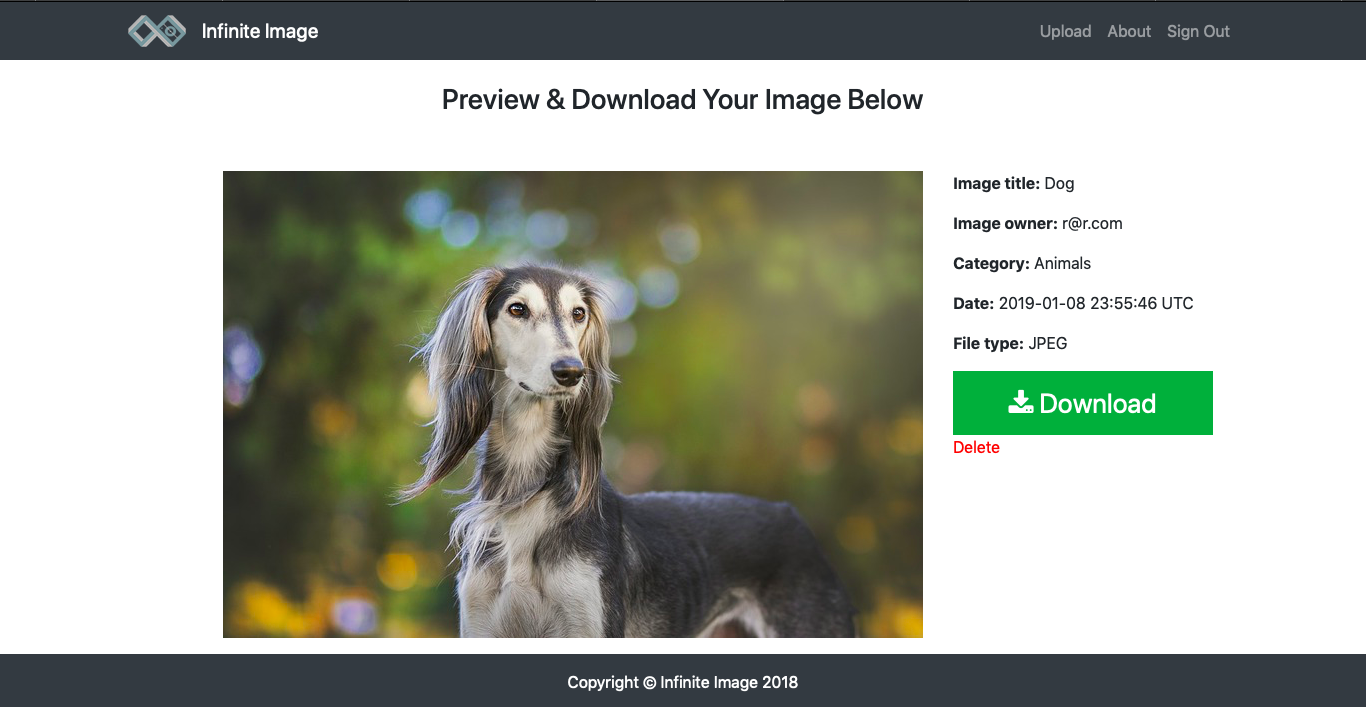 Infinite Image
Upload About Sign Out
Preview & Download Your Image Below
Image title: Dog
Image owner: r@r.com
Category: Animals
Date: 2019-01-08 23:55:46 UTC
File type: JPEG
Download
Delete
Copyright © Infinite Image 2018